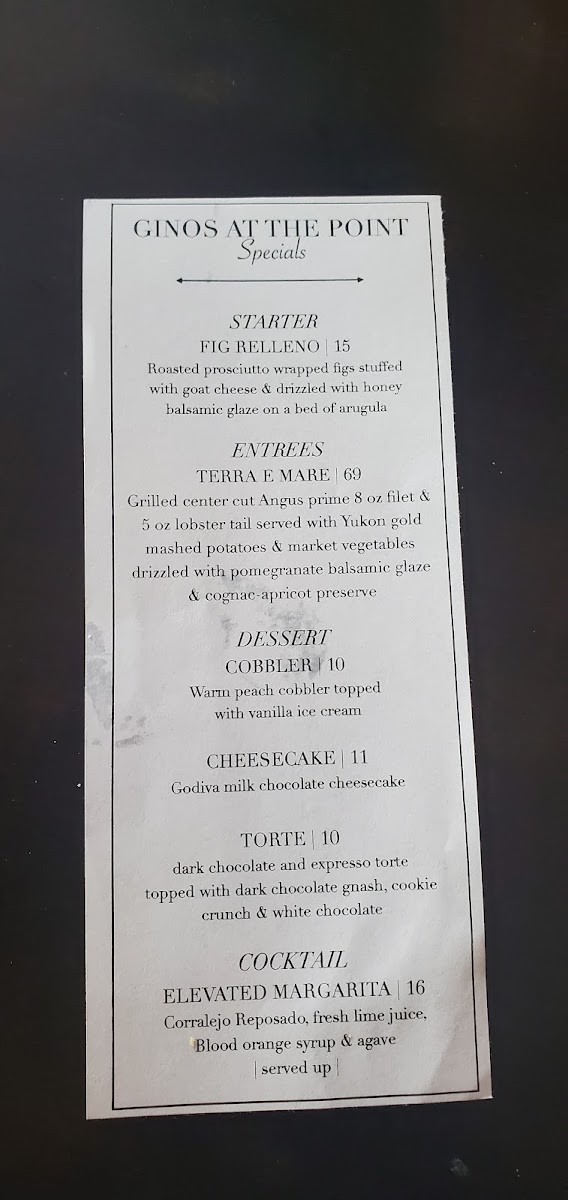 GINOS AT THE POINT
Specials
STARTER
FIG RELLENO | 15
Roasted prosciutto wrapped figs stuffed
with goat cheese & drizzled with honey
balsamic glaze on a bed of arugula
ENTREES
TERRA E MARE | 69
Grilled center cut Angus prime 8 oz filet &
5 oz lobster tail served with Yukon gold
mashed potatoes & market vegetables
drizzled with pomegranate balsamic glaze
& cognac-apricot preserve
DESSERT
COBBLER | 10
Warm peach cobbler topped
with vanilla ice cream
CHEESECAKE | 11
Godiva milk chocolate cheesecake
TORTE | 10
dark chocolate and expresso torte
topped with dark chocolate gnash, cookie
crunch & white chocolate
COCKTAIL
ELEVATED MARGARITA | 16
Corralejo Reposado, fresh lime juice,
Blood orange syrup & agave
| served up |